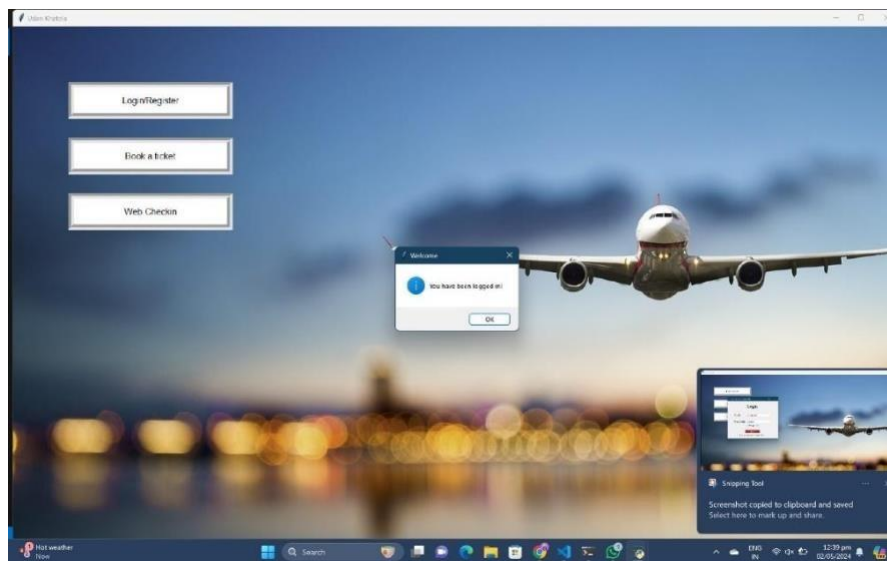 Udan Khatola
Login/Register
Book a ticket
Web Checkin
Welcome
You have been logged in!
OK
Login
Snipping Tool
Screenshot copied to clipboard and saved
Select here to mark up and share.
Hot weather
Now
Search
ENG
IN
12:39 pm
02/05/2024